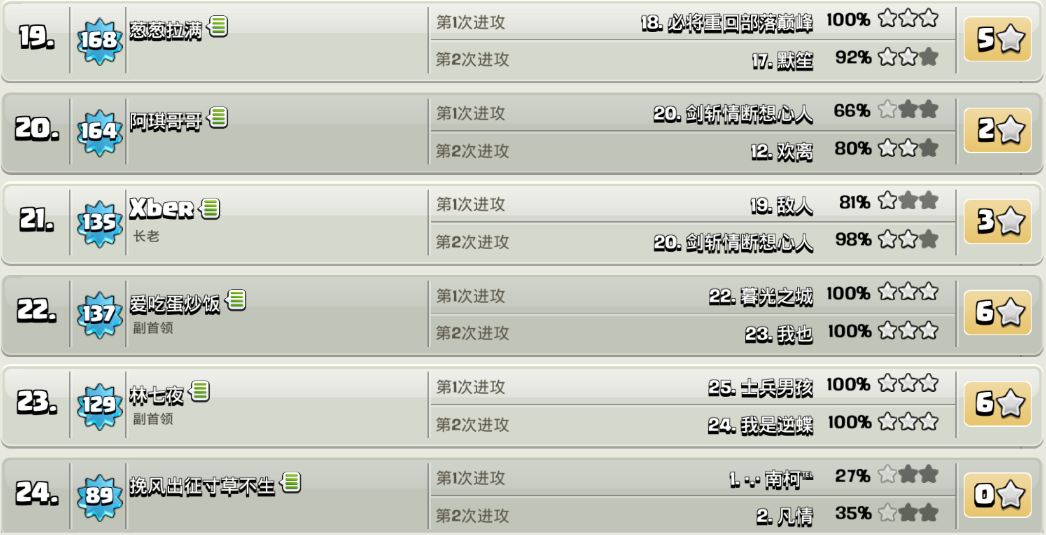 19. 168 葱葱拉满 第1次进攻 18. 必将重回部落巅峰 100% 5
第2次进攻 17. 默笙 92%
20. 164 阿琪哥哥 第1次进攻 20. 剑斩情断想心人 66% 2
第2次进攻 12. 欢离 80%
21. 135 Xber 第1次进攻 19. 敌人 81% 3
长老 第2次进攻 20. 剑斩情断想心人 98%
22. 137 爱吃蛋炒饭 第1次进攻 22. 暮光之城 100% 6
副首领 第2次进攻 23. 我也 100%
23. 129 林七夜 第1次进攻 25. 士兵男孩 100% 6
副首领 第2次进攻 24. 我是逆蝶 100%
24. 89 挽风出征寸草不生 第1次进攻 1. 南柯 27% 0
第2次进攻 2. 凡情 35%